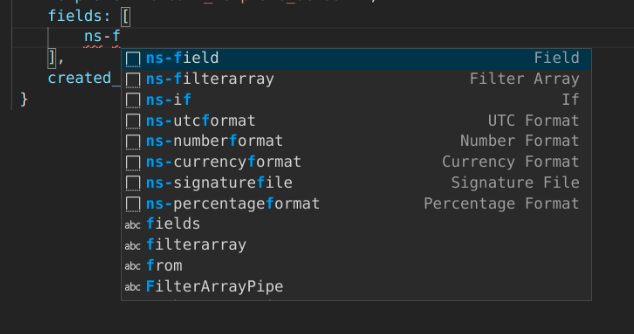 fields: [
ns-f
ns-field Field
ns-filterarray Filter Array
ns-if If
ns-utcformat UTC Format
ns-numberformat Number Format
ns-currencyformat Currency Format
ns-signaturefile Signature File
ns-percentageformat Percentage Format
abc fields
abc filterarray
abc from
abc FilterArrayPipe
],
created_
}